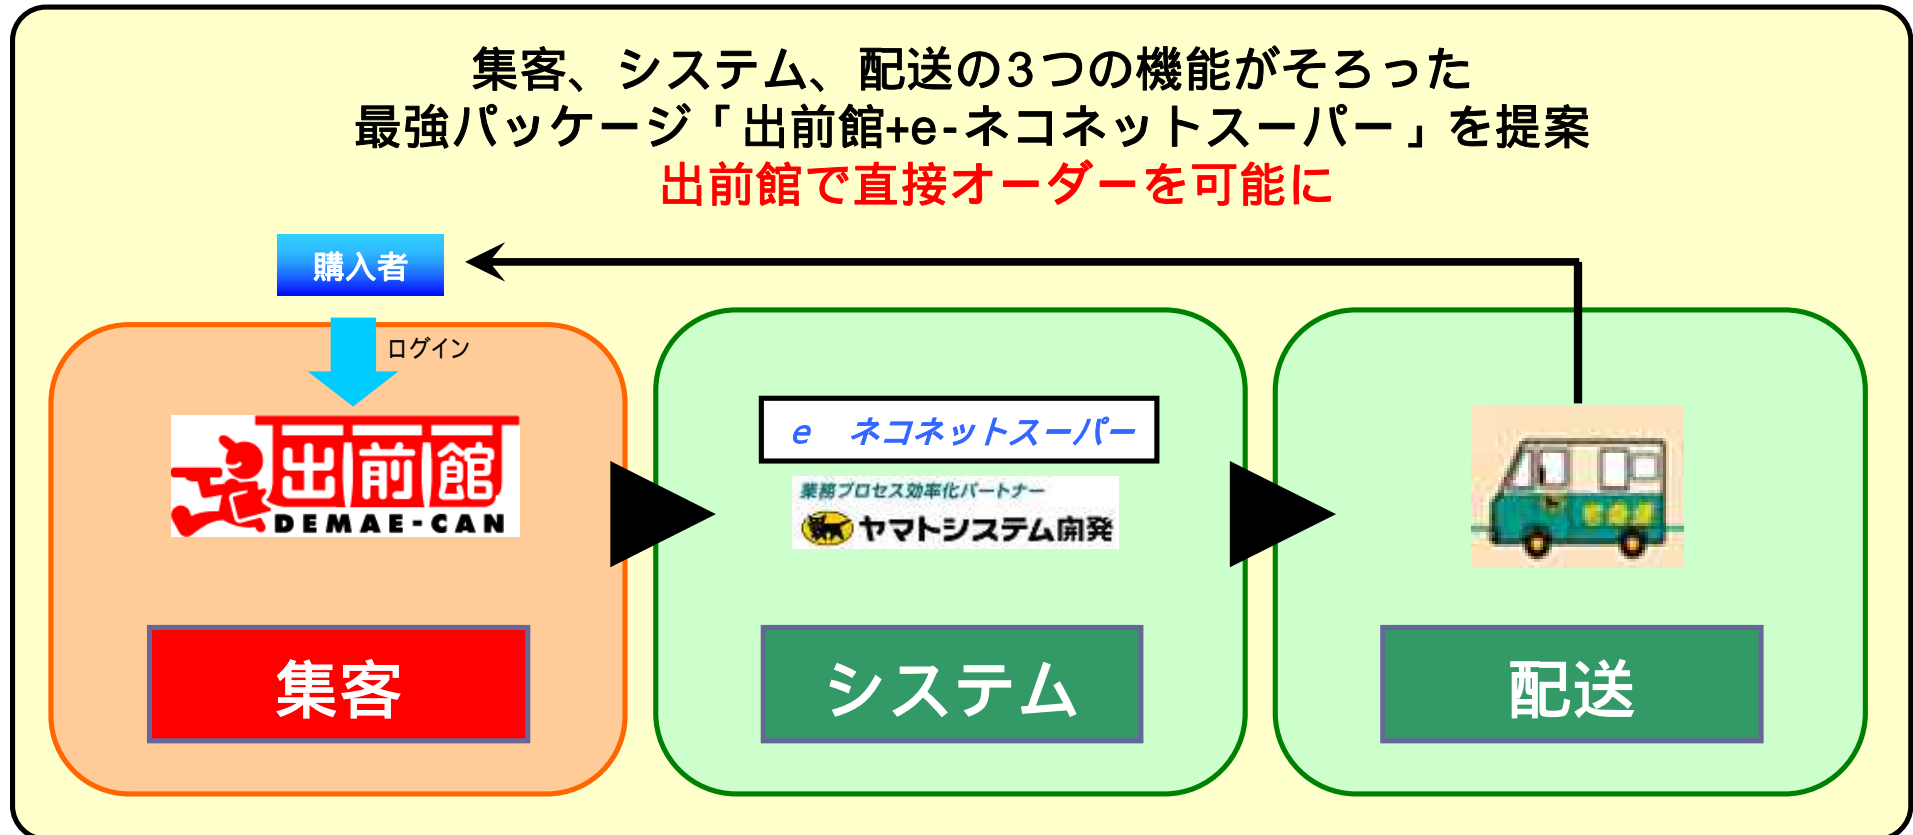 集客、システム、配送の3つの機能がそろった
最強パッケージ「出前館+e-ネコネットスーパー」を提案
出前館で直接オーダーを可能に
購入者
ログイン
出前館
DEMAE-CAN
e ネコネットスーパー
業務プロセス効率化パートナー
ヤマトシステム開発
集客
システム
配送